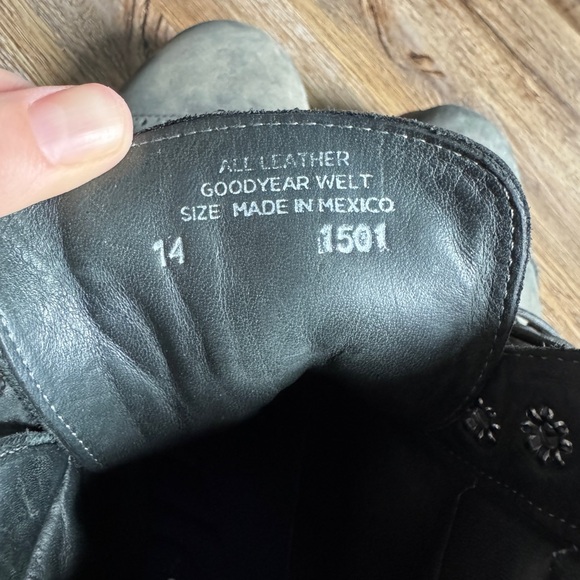 ALL LEATHER
GOODYEAR WELT
SIZE MADE IN MEXICO
14 1501